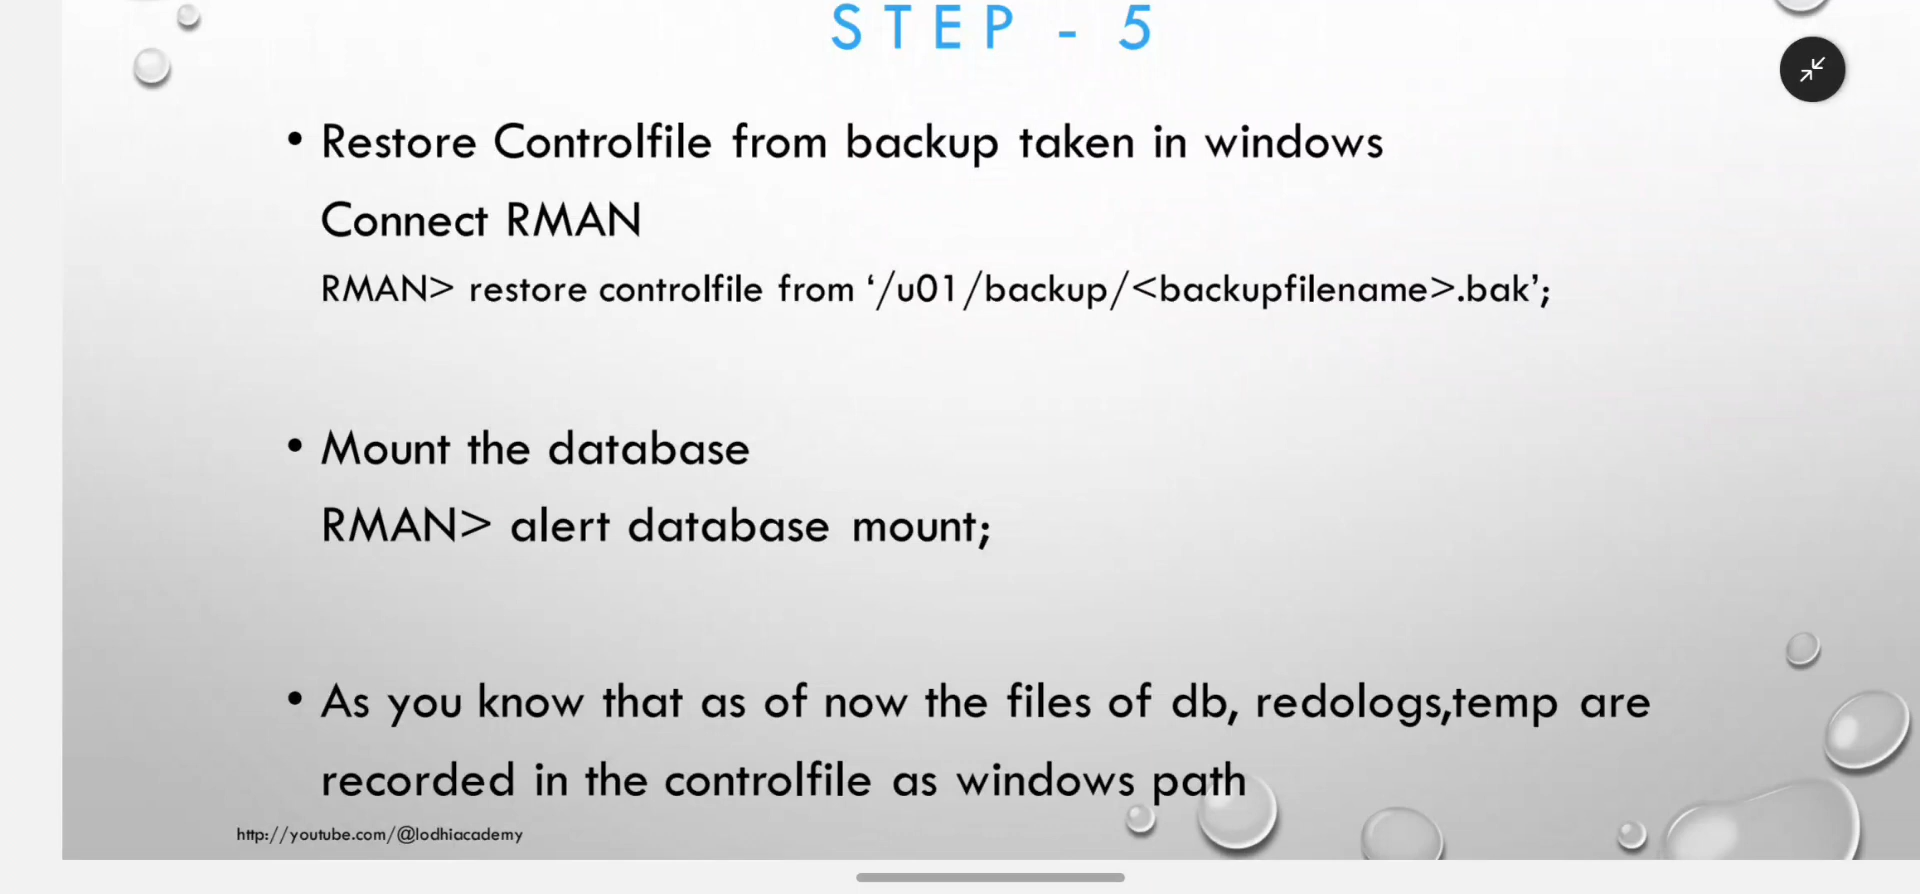 STEP - 5
• Restore Controlfile from backup taken in windows
Connect RMAN
RMAN> restore controlfile from ‘/u01/backup/<backupfilename>.bak’;
• Mount the database
RMAN> alert database mount;
• As you know that as of now the files of db, redologs,temp are
recorded in the controlfile as windows path
http://youtube.com/@lodhiacademy